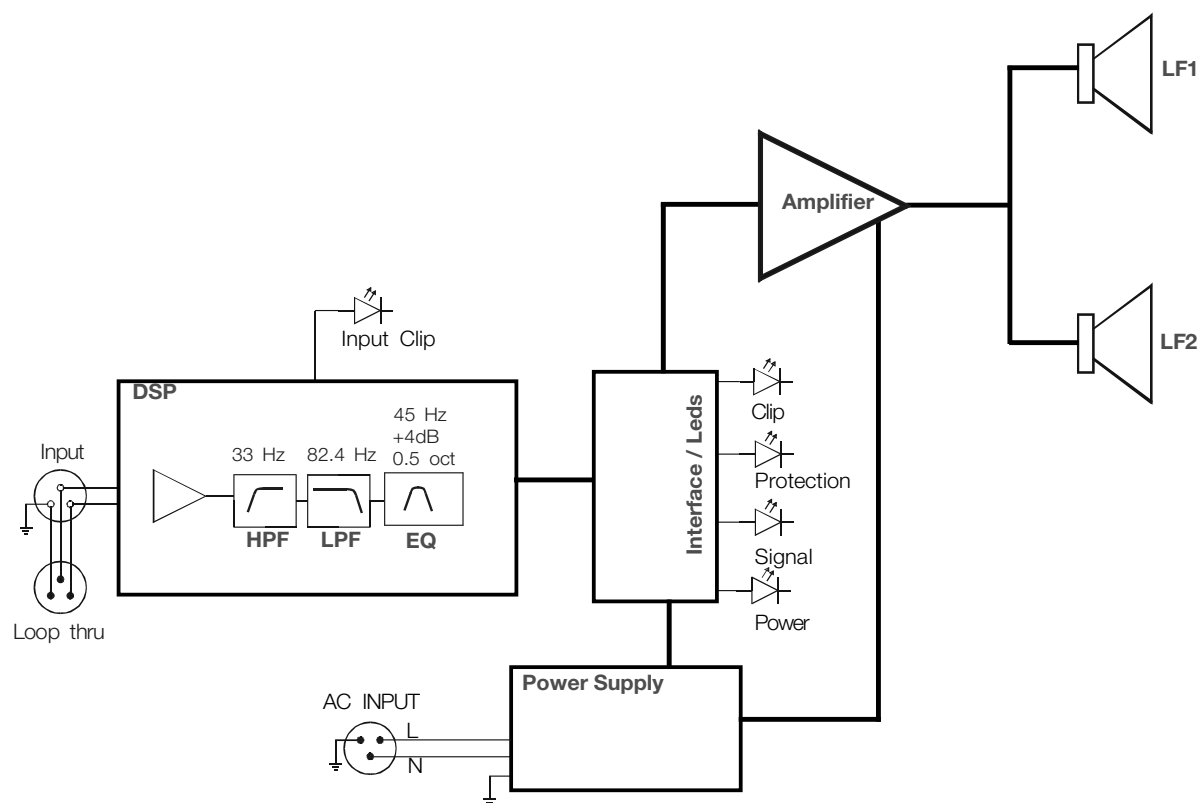 LF1
Amplifier
LF2
Input Clip
DSP
Input
33 Hz
82.4 Hz
45 Hz
+4dB
0.5 oct
HPF
LPF
EQ
Loop thru
Interface / Leds
Clip
Protection
Signal
Power
Power Supply
AC INPUT
L
N